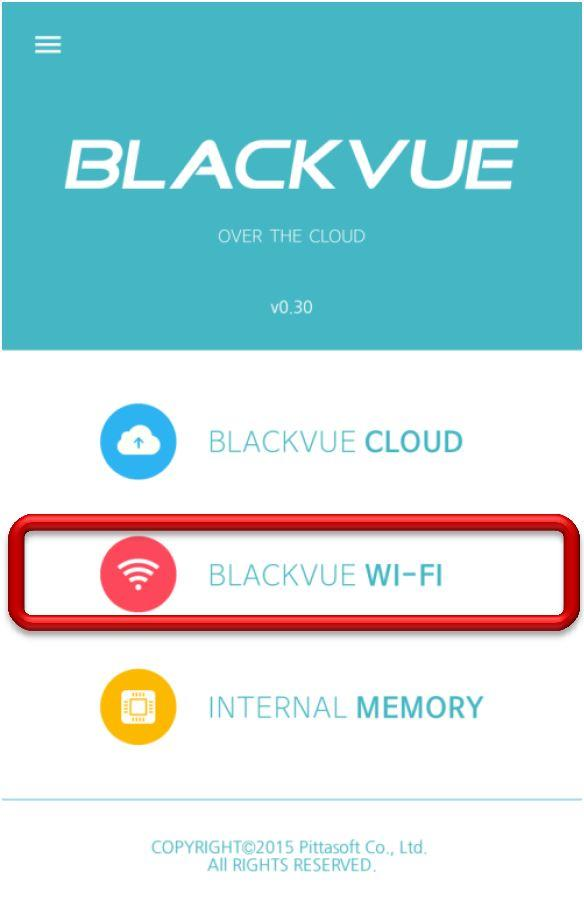 BLACKVUE
OVER THE CLOUD
v0.30
BLACKVUE CLOUD
BLACKVUE WI-FI
INTERNAL MEMORY
COPYRIGHT©2015 Pittasoft Co., Ltd.
All RIGHTS RESERVED.